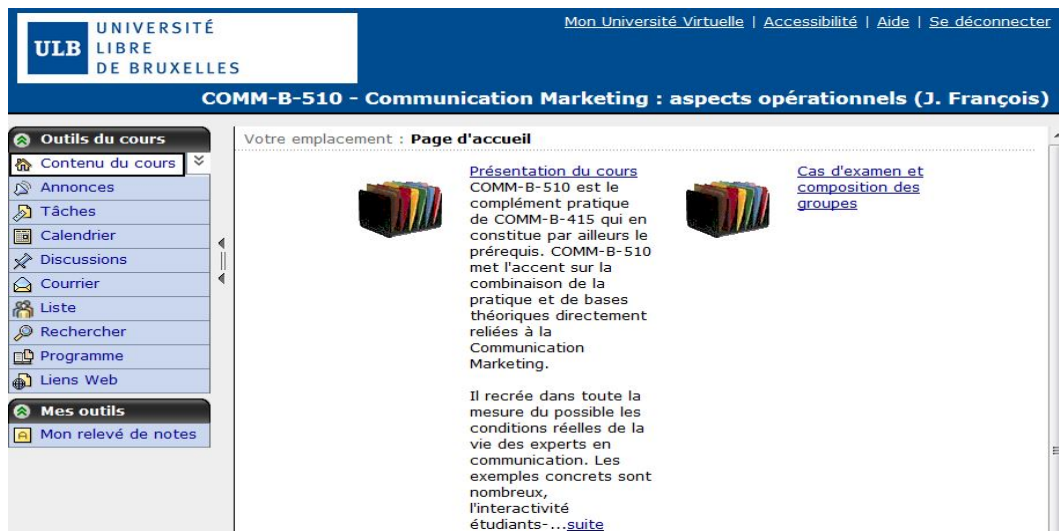 ULB
UNIVERSITÉ
LIBRE
DE BRUXELLES
Mon Université Virtuelle | Accessibilité | Aide | Se déconnecter
COMM-B-510 - Communication Marketing : aspects opérationnels (J. François)
Outils du cours
Contenu du cours
Annonces
Tâches
Calendrier
Discussions
Courrier
Liste
Rechercher
Programme
Liens Web
Mes outils
Mon relevé de notes
Votre emplacement : Page d'accueil
Présentation du cours
COMM-B-510 est le
complément pratique
de COMM-B-415 qui en
constitue par ailleurs le
prérequis. COMM-B-510
met l'accent sur la
combinaison de la
pratique et de bases
théoriques directement
reliées à la
Communication
Marketing.
Il recrée dans toute la
mesure du possible les
conditions réelles de la
vie des experts en
communication. Les
exemples concrets sont
nombreux,
l'interactivité
étudiants-...suite
Cas d'examen et
composition des
groupes